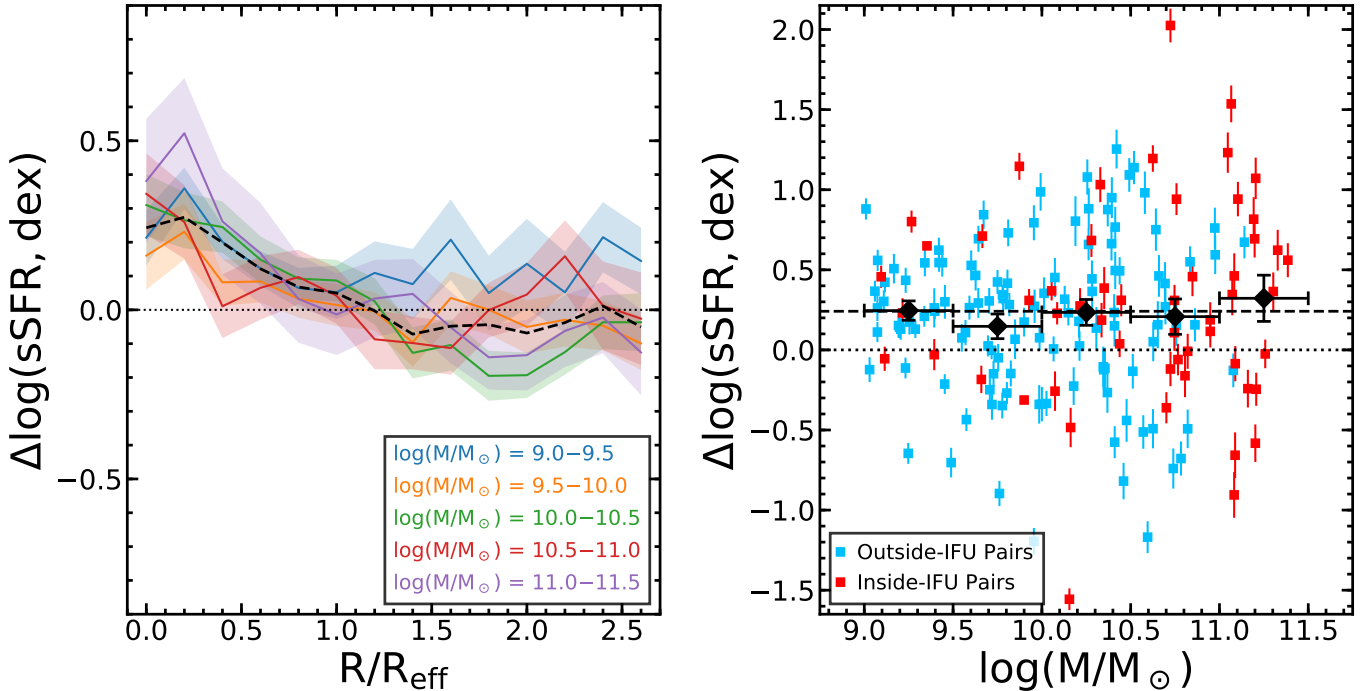 Δlog(sSFR, dex)
0.5
0.0
−0.5
0.0
0.5
1.0
1.5
2.0
2.5
R/R_eff
log(M/M⊙) = 9.0−9.5
log(M/M⊙) = 9.5−10.0
log(M/M⊙) = 10.0−10.5
log(M/M⊙) = 10.5−11.0
log(M/M⊙) = 11.0−11.5
Δlog(sSFR, dex)
2.0
1.5
1.0
0.5
0.0
−0.5
−1.0
−1.5
9.0
9.5
10.0
10.5
11.0
11.5
log(M/M⊙)
Outside-IFU Pairs
Inside-IFU Pairs